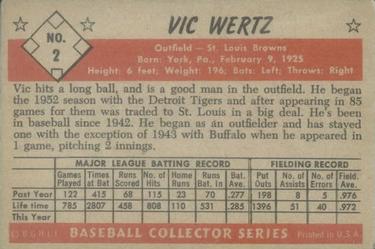 NO.
2
VIC WERTZ
Outfield — St. Louis Browns
Born: York, Pa., February 9, 1925
Height: 6 feet; Weight: 196; Bats: Left; Throws: Right
Vic hits a long ball, and is a good man in the outfield. He began
the 1952 season with the Detroit Tigers and after appearing in 85
games for them was traded to St. Louis in a big deal. He's been
in baseball since 1942. He began as an outfielder and has stayed
one with the exception of 1943 with Buffalo when he appeared in
1 game, pitching 2 innings.
MAJOR LEAGUE BATTING RECORD FIELDING RECORD
Games Played Times at Bat Runs Scored No. of Hits Home Runs Runs Bat. In Bat. Ave. Put Outs No. of Assists No. of Errors Field. Av.
Past Year 122 415 68 115 23 70 .277 198 8 5 .976
Life time 785 2807 458 808 110 531 .285 1396 51 40 .972
This Year
©B.G.H.L.I. BASEBALL COLLECTOR SERIES Printed in U.S.A.